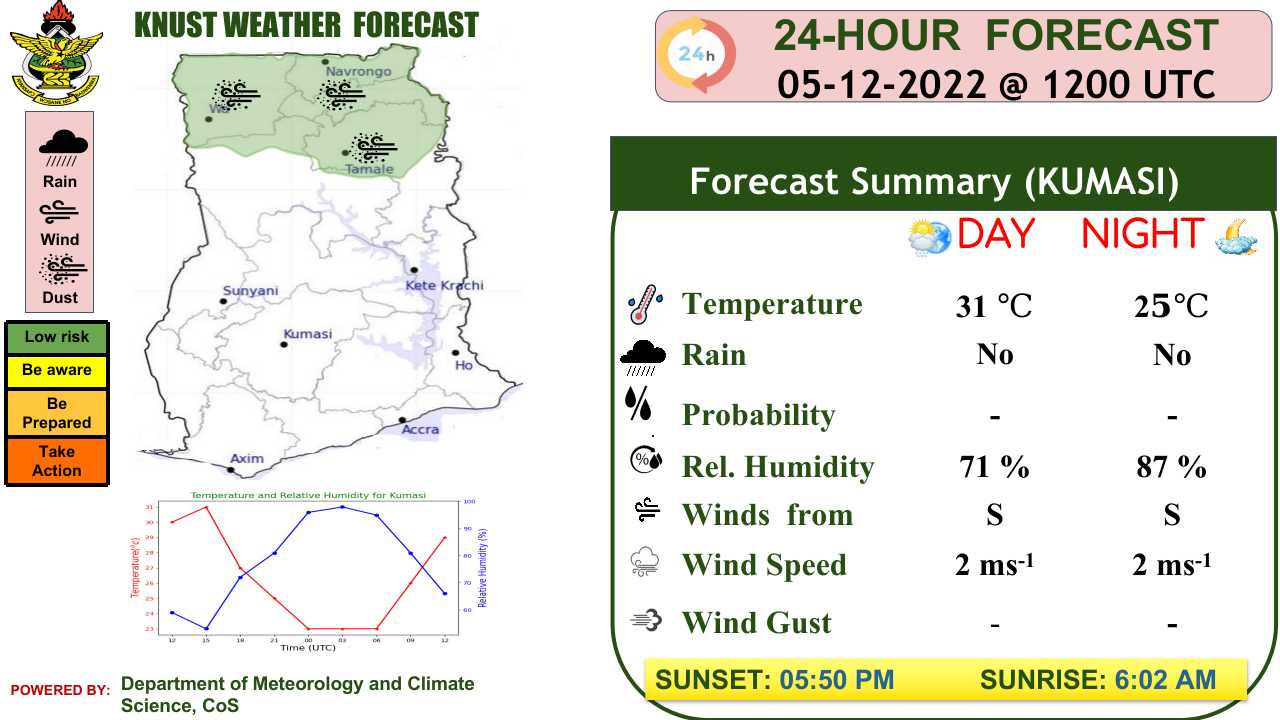 KNUST WEATHER FORECAST
24h
24-HOUR FORECAST
05-12-2022 @ 1200 UTC
Rain
Wind
Dust
Low risk
Be aware
Be
Prepared
Take
Action
Navrongo
Wa
Tamale
Sunyani
Kete Krachi
Kumasi
Ho
Accra
Axim
Temperature and Relative Humidity for Kumasi
Temperature(°c)
31
30
29
28
27
26
25
24
23
100
90
80
70
60
Relative Humidity (%)
12 15 18 21 00 03 06 09 12
Time (UTC)
POWERED BY: Department of Meteorology and Climate
Science, CoS
Forecast Summary (KUMASI)
DAY NIGHT
Temperature 31 °C 25°C
Rain No No
Probability - -
% Rel. Humidity 71 % 87 %
Winds from S S
Wind Speed 2 ms-1 2 ms-1
Wind Gust - -
SUNSET: 05:50 PM SUNRISE: 6:02 AM